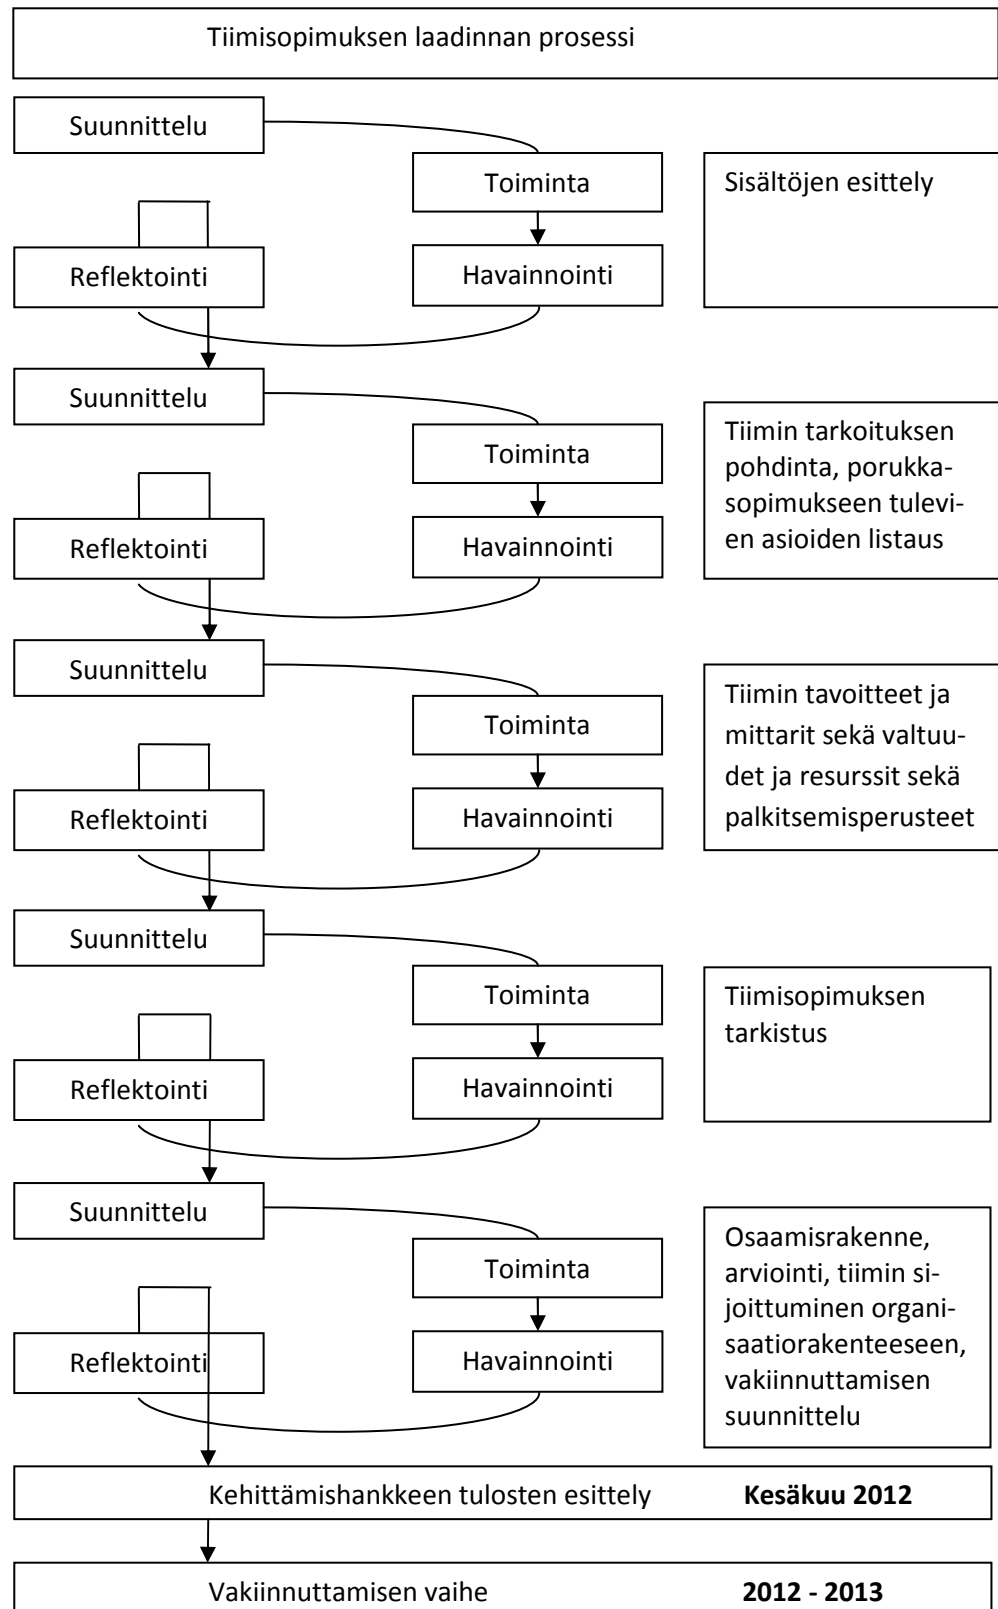 Tiimisopimuksen laadinnan prosessi
Suunnittelu
Toiminta
Sisältöjen esittely
Reflektointi
Havainnointi
Suunnittelu
Toiminta
Tiimin tarkoituksen
pohdinta, porukka-
sopimukseen tulevi-
en asioiden listaus
Reflektointi
Havainnointi
Suunnittelu
Toiminta
Tiimin tavoitteet ja
mittarit sekä valtuu-
det ja resurssit sekä
palkitsemisperusteet
Reflektointi
Havainnointi
Suunnittelu
Toiminta
Tiimisopimuksen
tarkistus
Reflektointi
Havainnointi
Suunnittelu
Toiminta
Osaamisrakenne,
arviointi, tiimin si-
joittuminen organi-
saatiorakenteeseen,
vakiinnuttamisen
suunnittelu
Reflektointi
Havainnointi
Kehittämishankkeen tulosten esittely Kesäkuu 2012
Vakiinnuttamisen vaihe 2012 - 2013